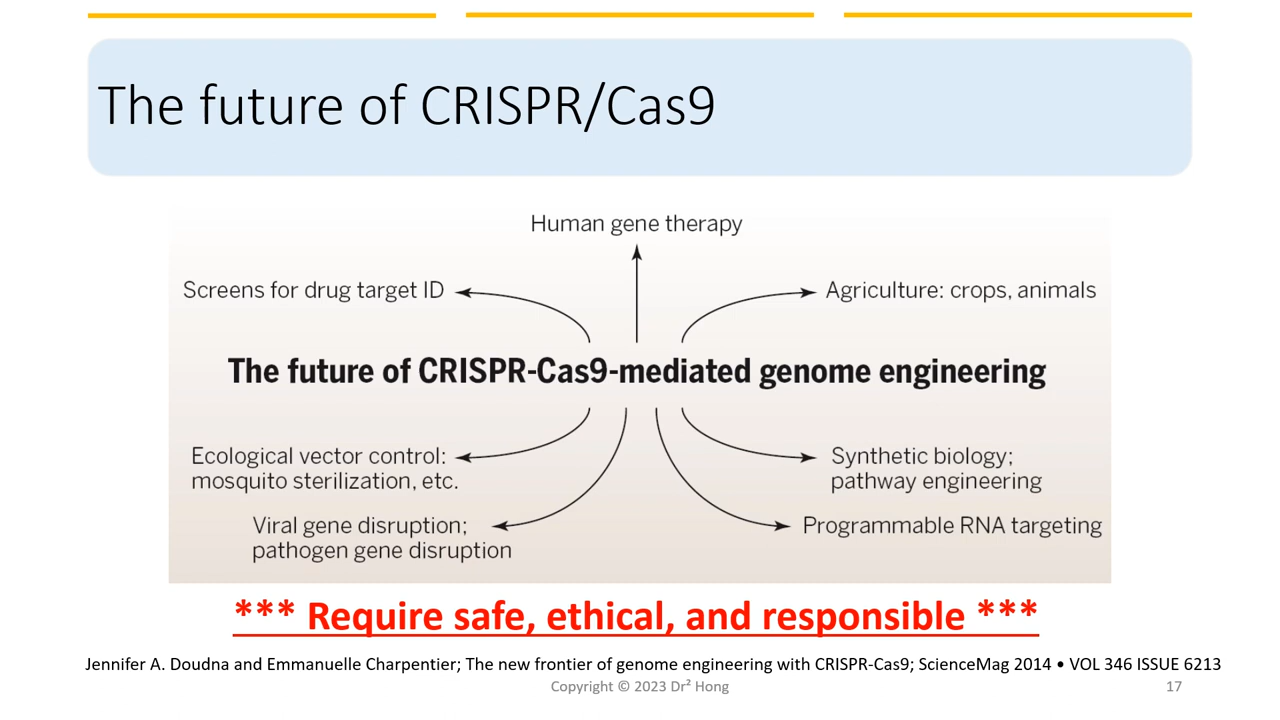 The future of CRISPR/Cas9
Human gene therapy
Screens for drug target ID
Agriculture: crops, animals
The future of CRISPR-Cas9-mediated genome engineering
Ecological vector control:
mosquito sterilization, etc.
Synthetic biology;
pathway engineering
Viral gene disruption;
pathogen gene disruption
Programmable RNA targeting
*** Require safe, ethical, and responsible ***
Jennifer A. Doudna and Emmanuelle Charpentier; The new frontier of genome engineering with CRISPR-Cas9; ScienceMag 2014 • VOL 346 ISSUE 6213
Copyright © 2023 Dr² Hong
17